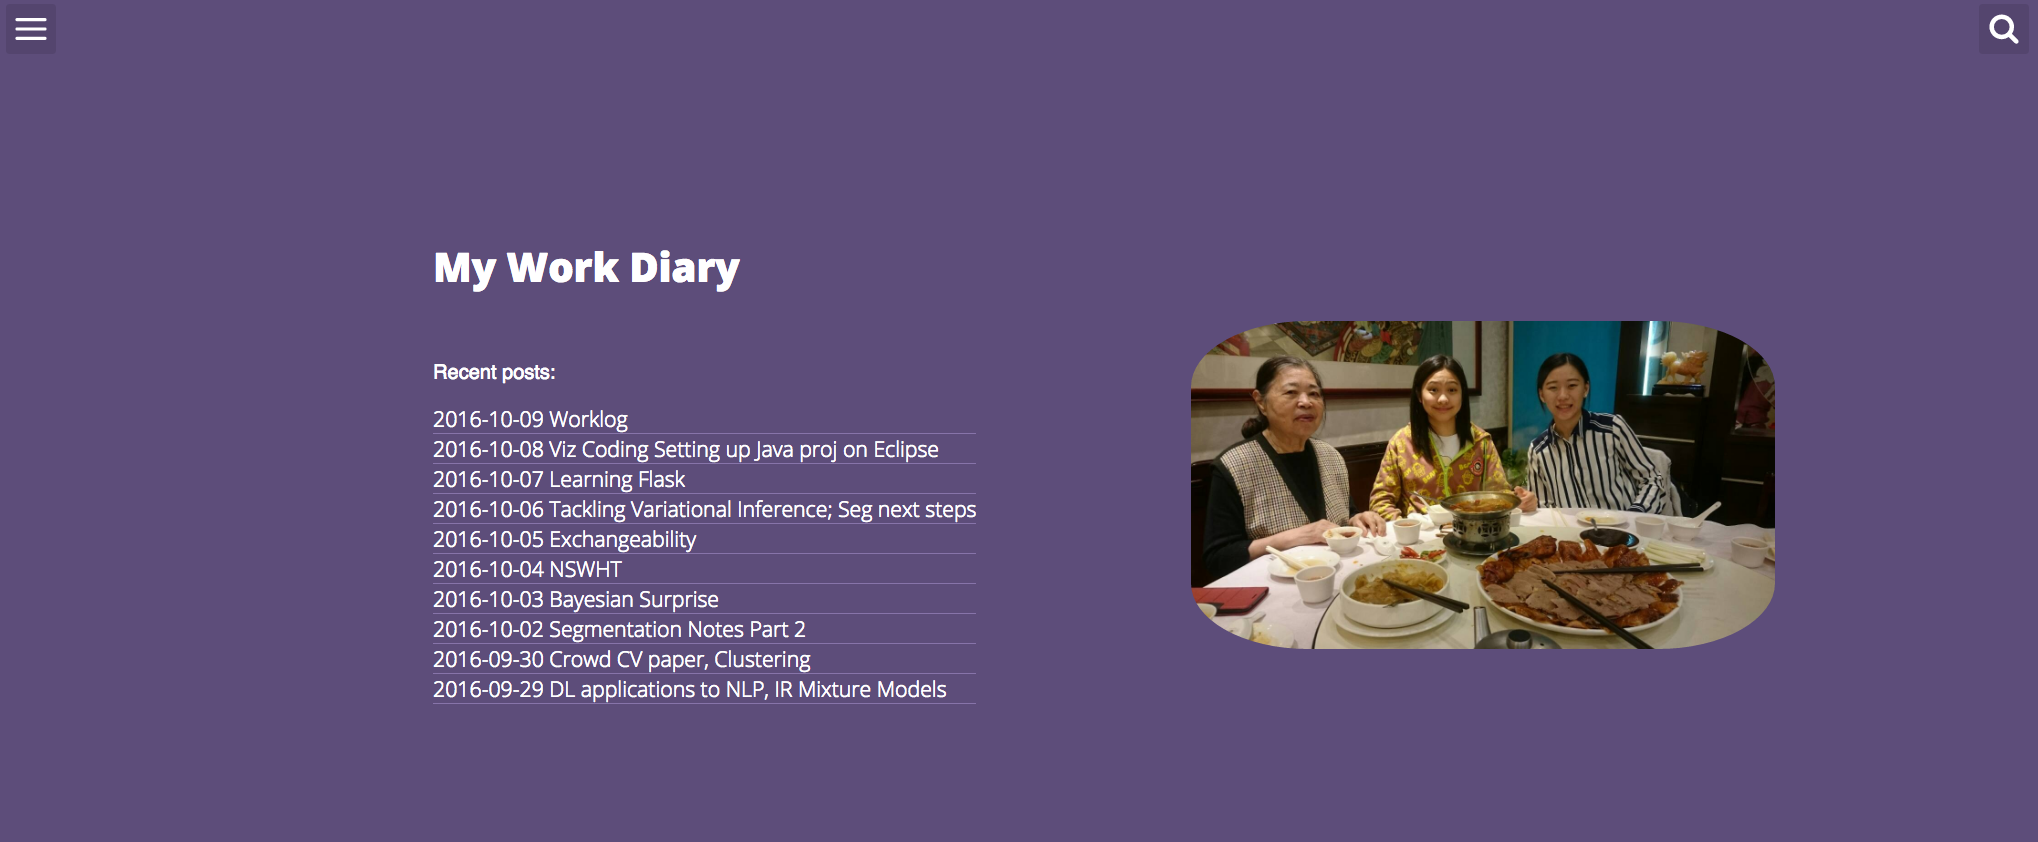 My Work Diary
Recent posts:
2016-10-09 Worklog
2016-10-08 Viz Coding Setting up Java proj on Eclipse
2016-10-07 Learning Flask
2016-10-06 Tackling Variational Inference; Seg next steps
2016-10-05 Exchangeability
2016-10-04 NSWHT
2016-10-03 Bayesian Surprise
2016-10-02 Segmentation Notes Part 2
2016-09-30 Crowd CV paper, Clustering
2016-09-29 DL applications to NLP, IR Mixture Models